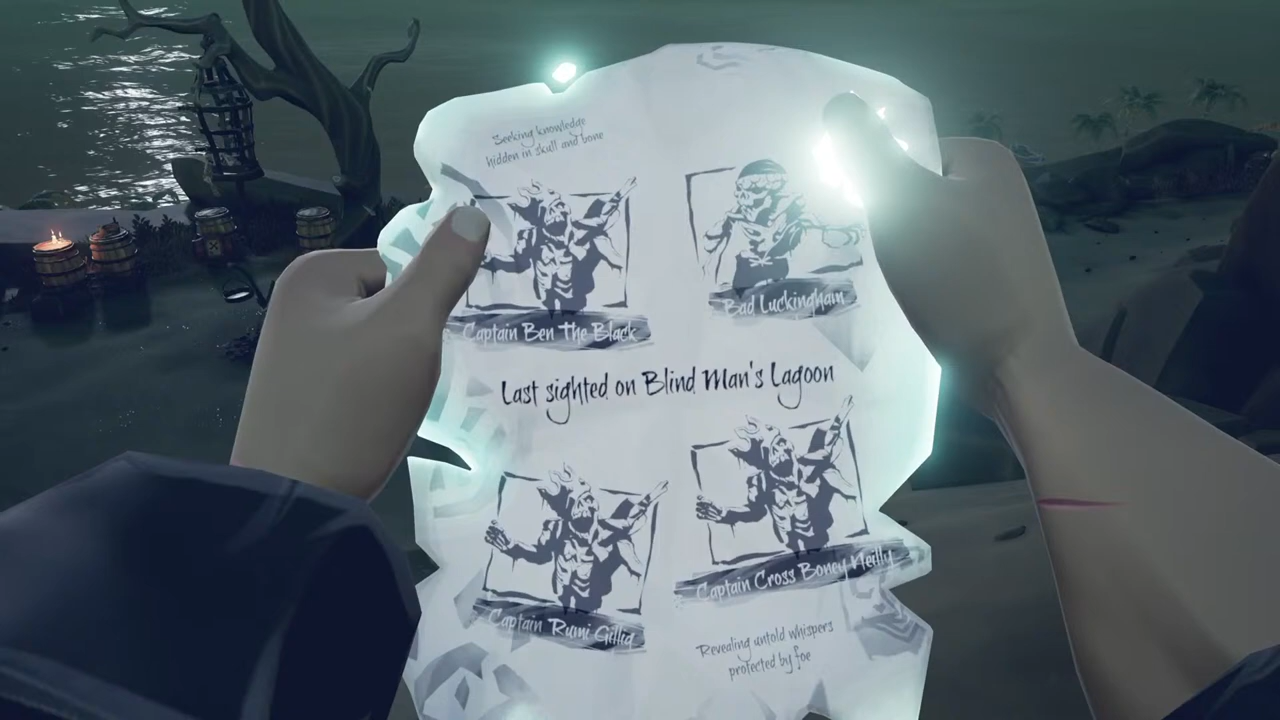 Seeking knowledge
hidden in skull and bone
Captain Ben The Black
Bad Luckingham
Last sighted on Blind Man's Lagoon
Captain Rumi Gillig
Captain Cross Boney Neilly
Revealing untold whispers
protected by foe